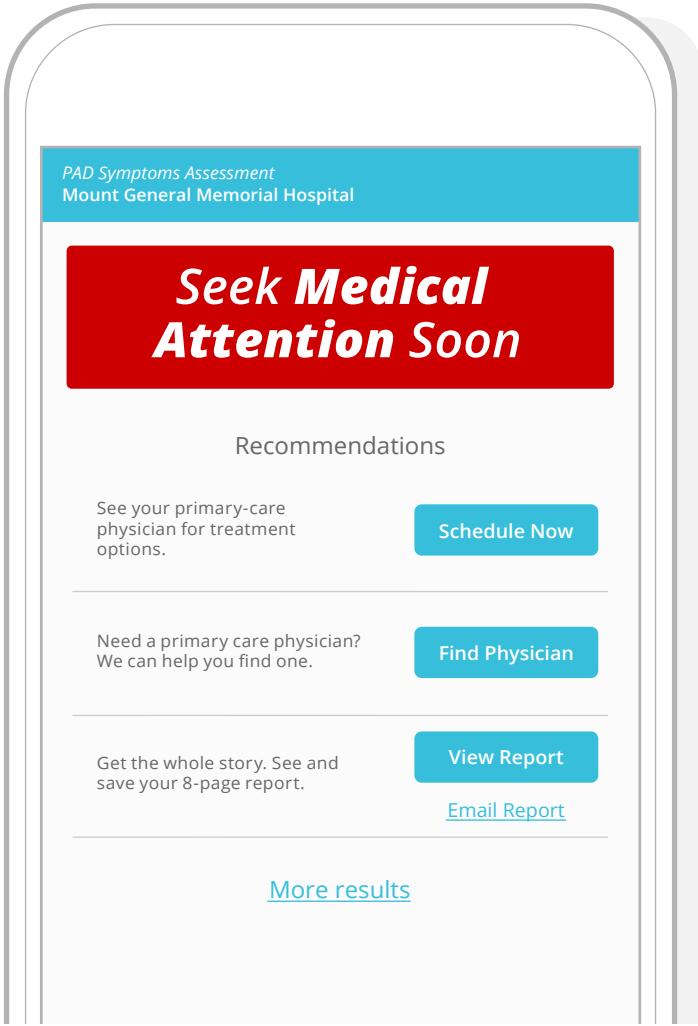 PAD Symptoms Assessment
Mount General Memorial Hospital
Seek Medical
Attention Soon
Recommendations
See your primary-care
physician for treatment
options.
Schedule Now
Need a primary care physician?
We can help you find one.
Find Physician
Get the whole story. See and
save your 8-page report.
View Report
Email Report
More results